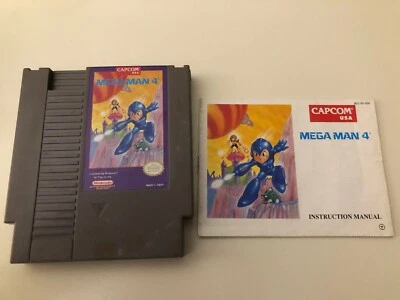 CAPCOM
USA
MEGA MAN 4
Nintendo
CAPCOM
USA
MEGA MAN 4
INSTRUCTION MANUAL